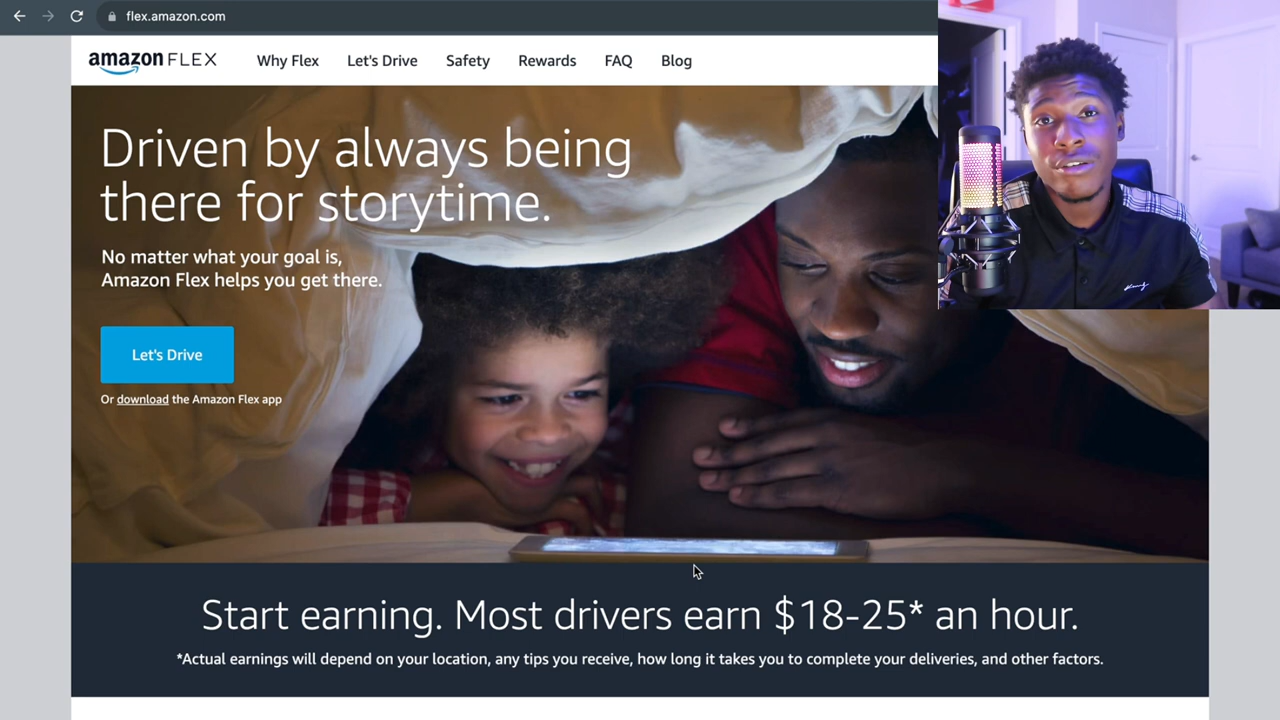 flex.amazon.com
amazon FLEX
Why Flex
Let's Drive
Safety
Rewards
FAQ
Blog
Driven by always being
there for storytime.
No matter what your goal is,
Amazon Flex helps you get there.
Let's Drive
Or download the Amazon Flex app
Start earning. Most drivers earn $18-25* an hour.
*Actual earnings will depend on your location, any tips you receive, how long it takes you to complete your deliveries, and other factors.